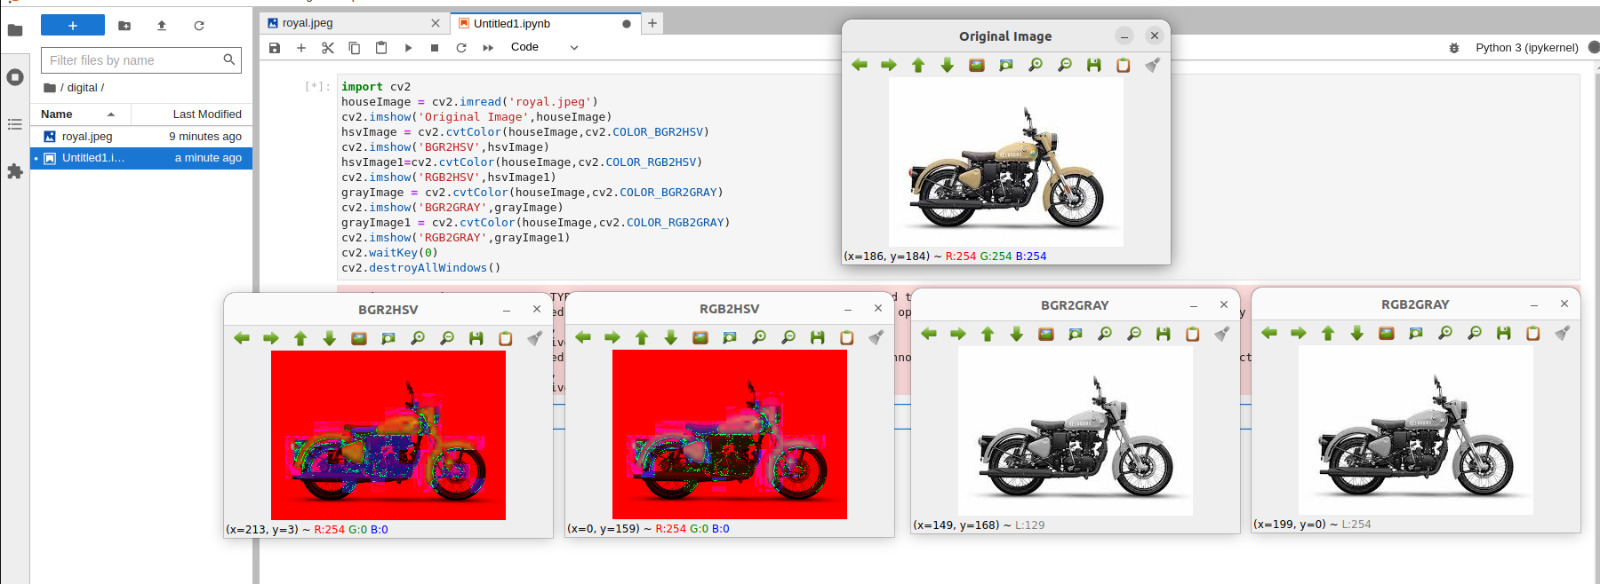 royal.jpeg
Untitled1.ipynb
Code
Python 3 (ipykernel)
Filter files by name
/ digital /
Name
Last Modified
royal.jpeg
9 minutes ago
Untitled1.i...
a minute ago
[*]:
import cv2
houseImage = cv2.imread('royal.jpeg')
cv2.imshow('Original Image',houseImage)
hsvImage = cv2.cvtColor(houseImage,cv2.COLOR_BGR2HSV)
cv2.imshow('BGR2HSV',hsvImage)
hsvImage1=cv2.cvtColor(houseImage,cv2.COLOR_RGB2HSV)
cv2.imshow('RGB2HSV',hsvImage1)
grayImage = cv2.cvtColor(houseImage,cv2.COLOR_BGR2GRAY)
cv2.imshow('BGR2GRAY',grayImage)
grayImage1 = cv2.cvtColor(houseImage,cv2.COLOR_RGB2GRAY)
cv2.imshow('RGB2GRAY',grayImage1)
cv2.waitKey(0)
cv2.destroyAllWindows()
Original Image
(x=186, y=184) ~ R:254 G:254 B:254
BGR2HSV
(x=213, y=3) ~ R:254 G:0 B:0
RGB2HSV
(x=0, y=159) ~ R:254 G:0 B:0
BGR2GRAY
(x=149, y=168) ~ L:129
RGB2GRAY
(x=199, y=0) ~ L:254